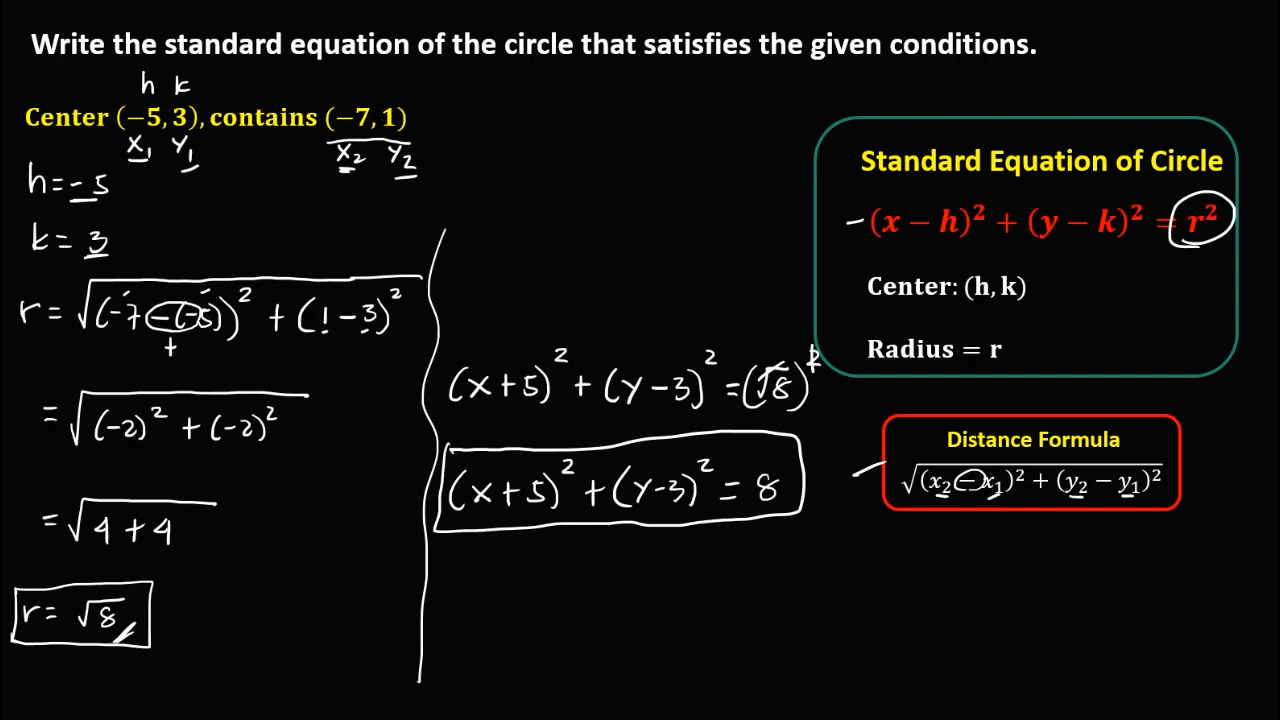 Write the standard equation of the circle that satisfies the given conditions.
h k
Center (−5, 3), contains (−7, 1)
x₁ y₁ x₂ y₂
h = -5
k = 3
r = √((-7 -(-5))² + (1 - 3)²
+
= √(-2)² + (-2)²
= √4 + 4
r = √8
(x+5)² + (y-3)² = (√8)²
(x+5)² + (y-3)² = 8
Standard Equation of Circle
(x − h)² + (y − k)² = r²
Center: (h, k)
Radius = r
Distance Formula
√(x₂ − x₁)² + (y₂ − y₁)²